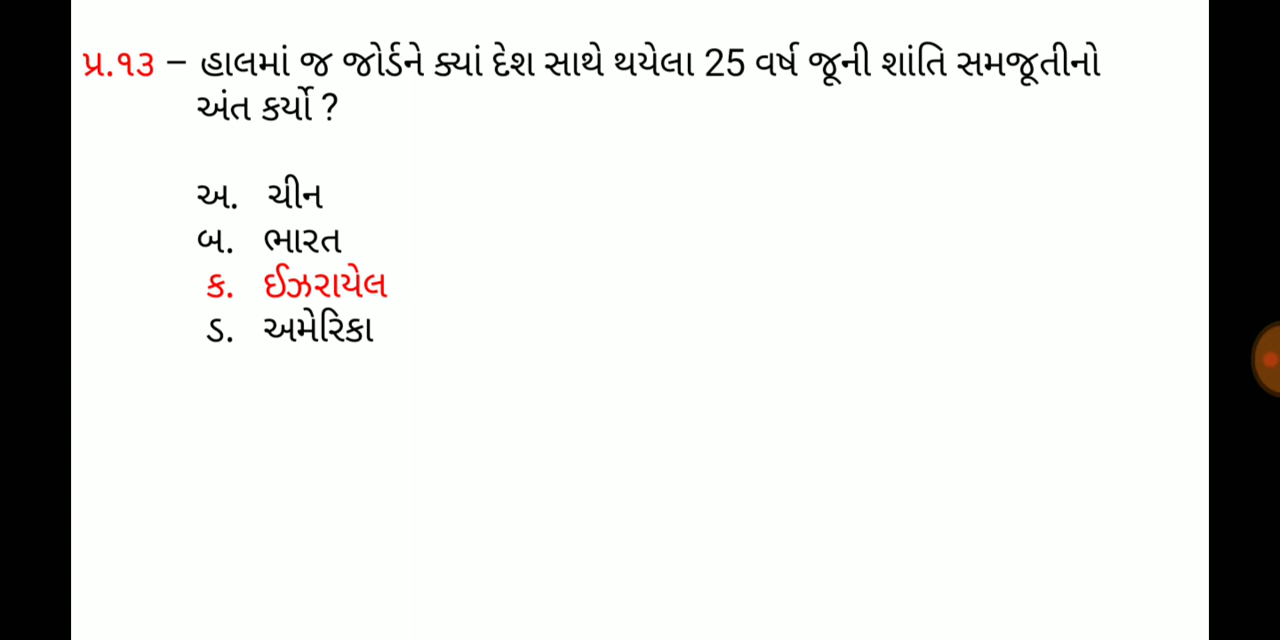 પ્ર.૧૩ – હાલમાં જ જોર્ડને ક્યાં દેશ સાથે થયેલા 25 વર્ષ જૂની શાંતિ સમજૂતીનો
અંત કર્યો ?
અ. ચીન
બ. ભારત
ક. ઈઝરાયેલ
ડ. અમેરિકા